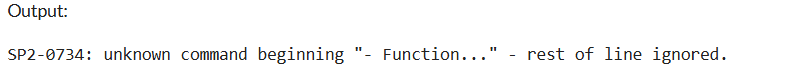 Output:
SP2-0734: unknown command beginning "- Function..." - rest of line ignored.